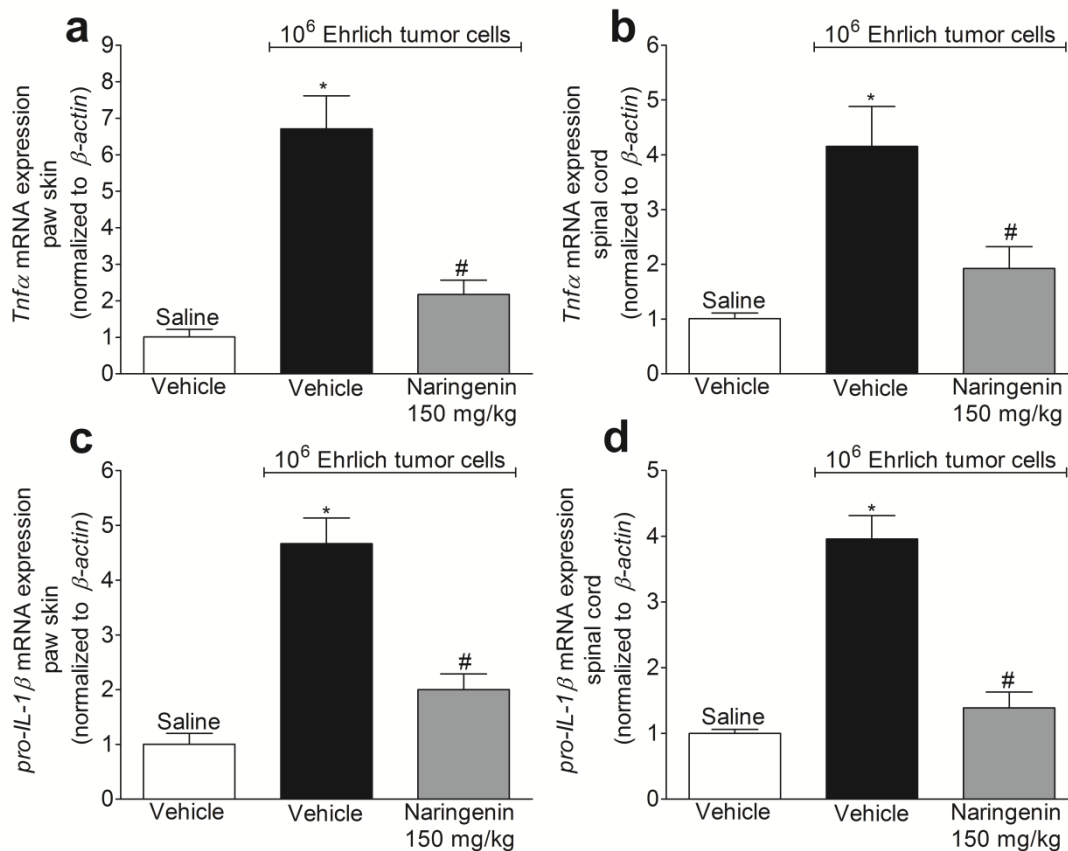 a
10⁶ Ehrlich tumor cells
Tnfα mRNA expression
paw skin
(normalized to β-actin)
9
8
7
6
5
4
3
2
1
0
*
#
Saline
Vehicle
Vehicle
Naringenin
150 mg/kg
b
10⁶ Ehrlich tumor cells
Tnfα mRNA expression
spinal cord
(normalized to β-actin)
6
5
4
3
2
1
0
*
#
Saline
Vehicle
Vehicle
Naringenin
150 mg/kg
c
10⁶ Ehrlich tumor cells
pro-IL-1β mRNA expression
paw skin
(normalized to β-actin)
6
5
4
3
2
1
0
*
#
Saline
Vehicle
Vehicle
Naringenin
150 mg/kg
d
10⁶ Ehrlich tumor cells
pro-IL-1β mRNA expression
spinal cord
(normalized to β-actin)
5
4
3
2
1
0
*
#
Saline
Vehicle
Vehicle
Naringenin
150 mg/kg